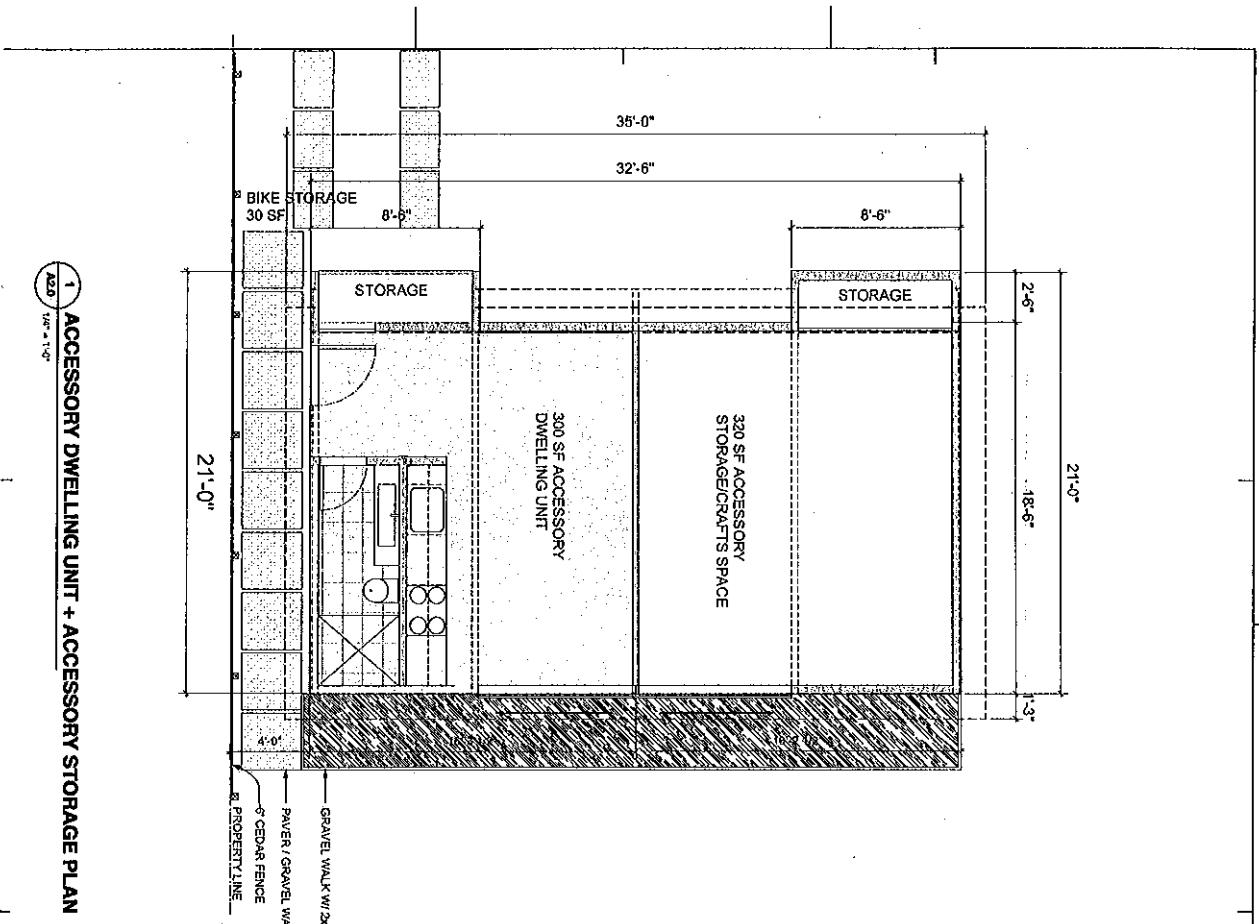 35'-0"
32'-6"
BIKE STORAGE
30 SF
8'-6"
8'-6"
STORAGE
STORAGE
2'-6"
21'-0"
18'-6"
1'-3"
300 SF ACCESSORY
DWELLING UNIT
320 SF ACCESSORY
STORAGE/CRAFTS SPACE
21'-0"
4'-0"
GRAVEL WALK W/ 2x
PAVER / GRAVEL WA
6' CEDAR FENCE
PROPERTY LINE
1
A2.0
ACCESSORY DWELLING UNIT + ACCESSORY STORAGE PLAN
1/4" = 1'-0"